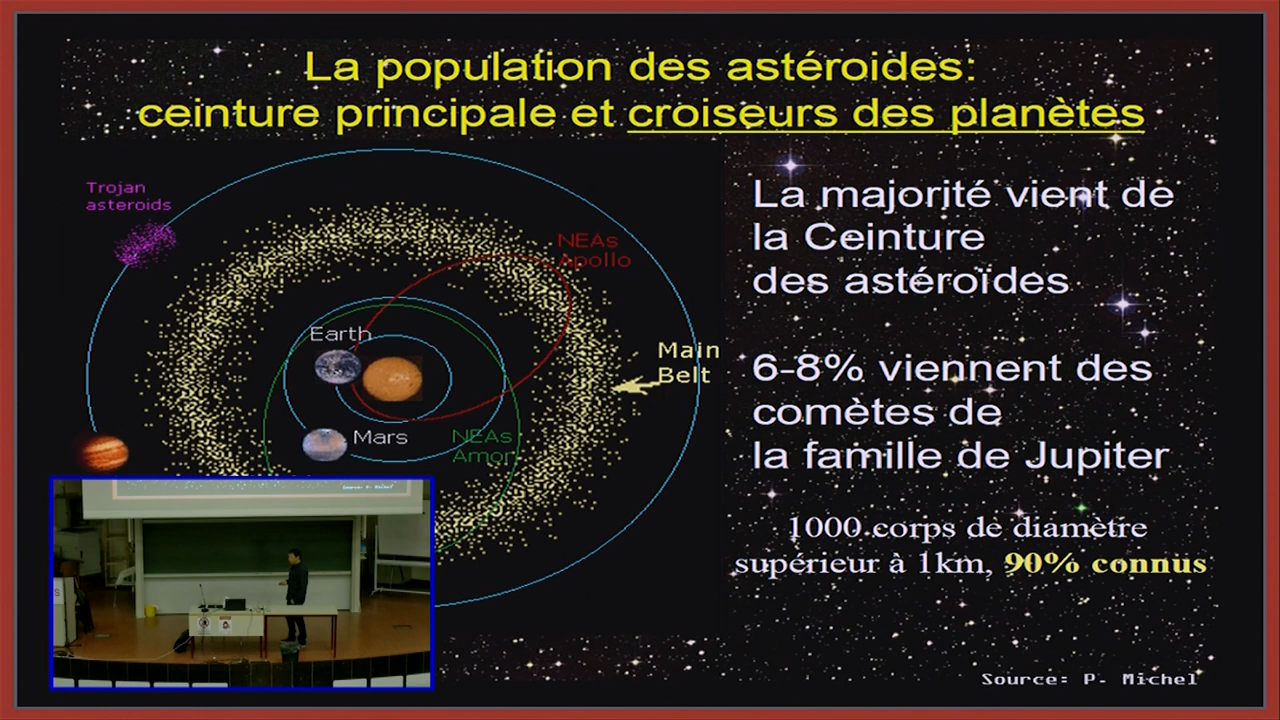 La population des astéroides:
ceinture principale et croiseurs des planètes
Trojan
asteroids
NEAs
Apollo
Earth
Main
Belt
Mars
NEAs
Amor
La majorité vient de
la Ceinture
des astéroïdes
6-8% viennent des
comètes de
la famille de Jupiter
1000 corps de diamètre
supérieur à 1km, 90% connus
Source: P. Michel